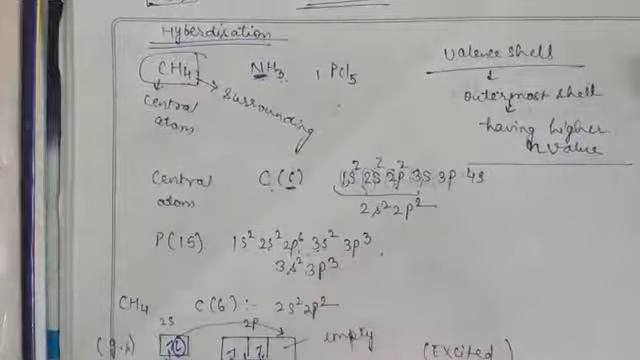 Hyberdisation
CH4 NH3, PCl5
Central atom
Surrounding
Valence shell
outermost shell
having higher
n value
Central atom C(6) 1s² 2s² 2p² 3s 3p 4s
2s² 2p²
P(15) 1s² 2s² 2p⁶ 3s² 3p³
3s² 3p³
CH4 C(6) :- 2s² 2p²
2s 2p empty
(g.s) (Excited)